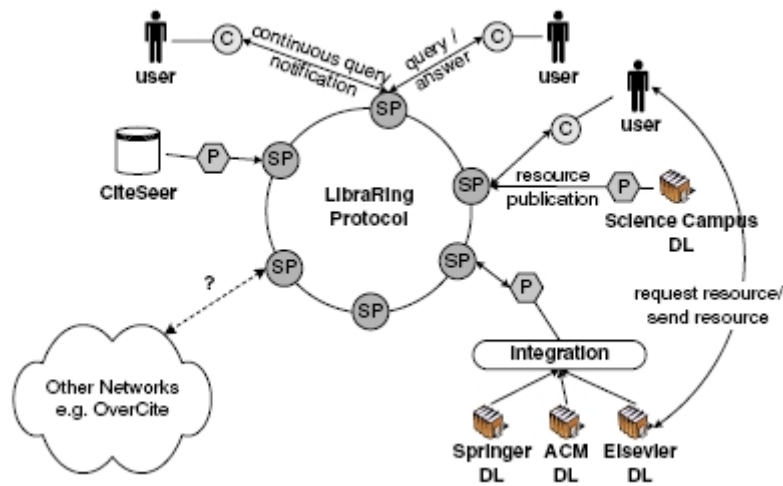 continuous query
notification
query /
answer
C
C
user
user
user
C
SP
P
SP
CiteSeer
LibraRing
Protocol
SP
resource
publication
P
Science Campus
DL
SP
SP
SP
P
?
request resource/
send resource
Integration
Other Networks
e.g. OverCite
Springer
DL
ACM
DL
Elsevier
DL